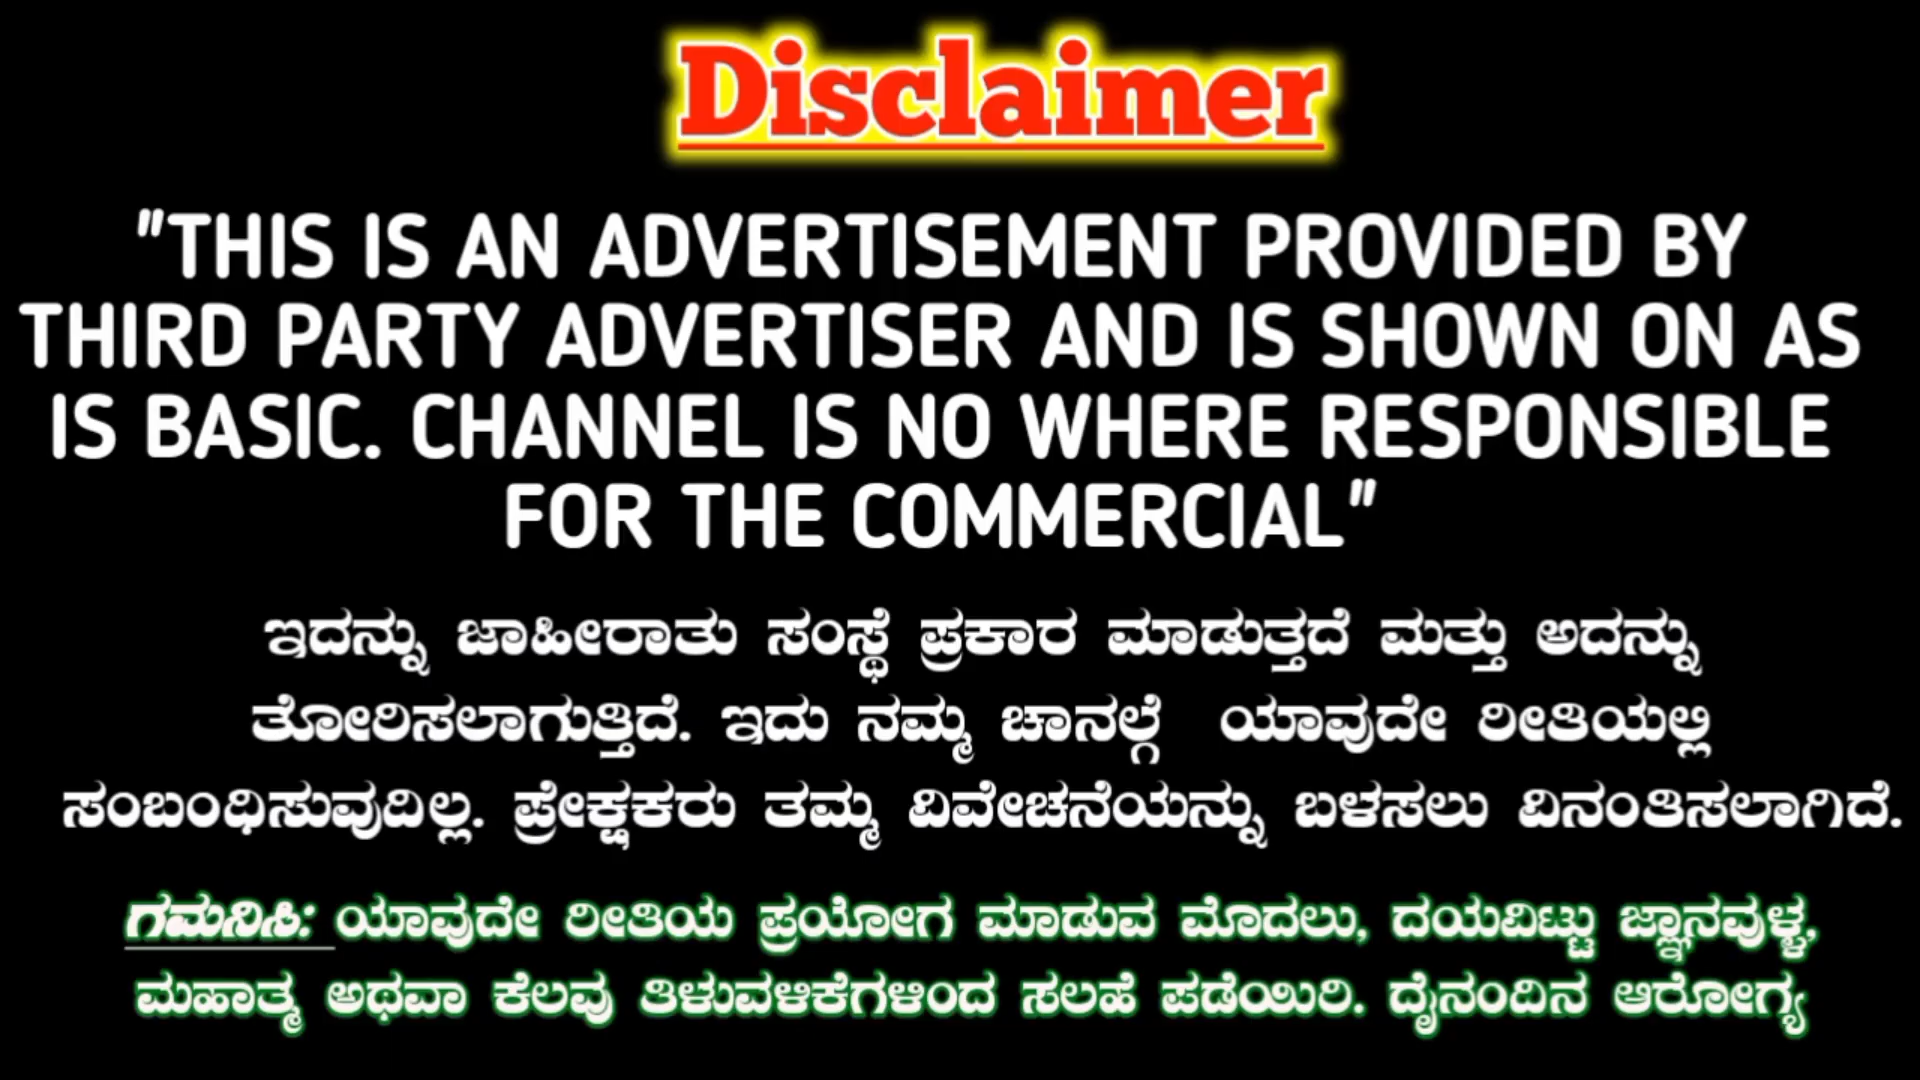 Disclaimer
"THIS IS AN ADVERTISEMENT PROVIDED BY
THIRD PARTY ADVERTISER AND IS SHOWN ON AS
IS BASIC. CHANNEL IS NO WHERE RESPONSIBLE
FOR THE COMMERCIAL"
ಇದನ್ನು ಜಾಹೀರಾತು ಸಂಸ್ಥೆ ಪ್ರಕಾರ ಮಾಡುತ್ತದೆ ಮತ್ತು ಅದನ್ನು
ತೋರಿಸಲಾಗುತ್ತಿದೆ. ಇದು ನಮ್ಮ ಚಾನಲ್ಗೆ ಯಾವುದೇ ರೀತಿಯಲ್ಲಿ
ಸಂಬಂಧಿಸುವುದಿಲ್ಲ. ಪ್ರೇಕ್ಷಕರು ತಮ್ಮ ವಿವೇಚನೆಯನ್ನು ಬಳಸಲು ವಿನಂತಿಸಲಾಗಿದೆ.
ಗಮನಿಸಿ: ಯಾವುದೇ ರೀತಿಯ ಪ್ರಯೋಗ ಮಾಡುವ ಮೊದಲು, ದಯವಿಟ್ಟು ಜ್ಞಾನವುಳ್ಳ,
ಮಹಾತ್ಮ ಅಥವಾ ಕೆಲವು ತಿಳುವಳಿಕೆಗಳಿಂದ ಸಲಹೆ ಪಡೆಯಿರಿ. ದೈನಂದಿನ ಆರೋಗ್ಯ